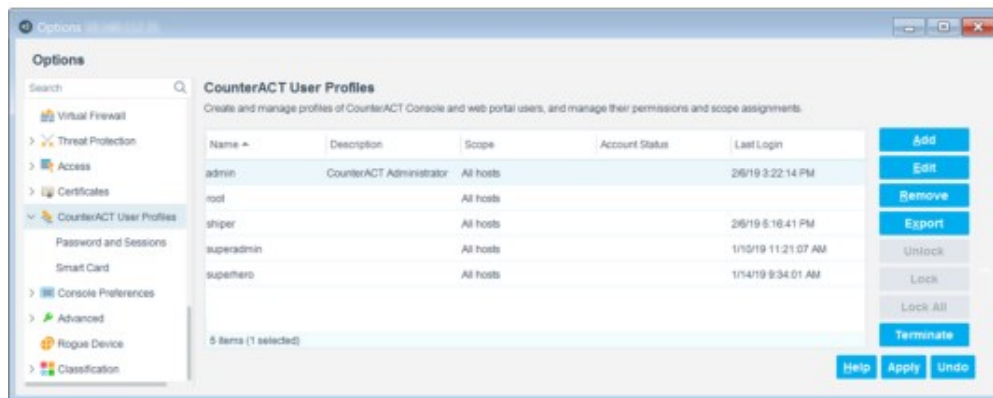 Options
Options
Search
Virtual Firewall
Threat Protection
Access
Certificates
CounterACT User Profiles
Password and Sessions
Smart Card
Console Preferences
Advanced
Rogue Device
Classification
CounterACT User Profiles
Create and manage profiles of CounterACT Console and web portal users, and manage their permissions and scope assignments.
Name Description Scope Account Status Last Login
admin CounterACT Administrator All hosts 2/6/19 3:22:14 PM
root All hosts
shiper All hosts 2/6/19 5:16:41 PM
superadmin All hosts 1/10/19 11:21:07 AM
superhero All hosts 1/14/19 9:34:01 AM
5 items (1 selected)
Add
Edit
Remove
Export
Unlock
Lock
Lock All
Terminate
Help Apply Undo